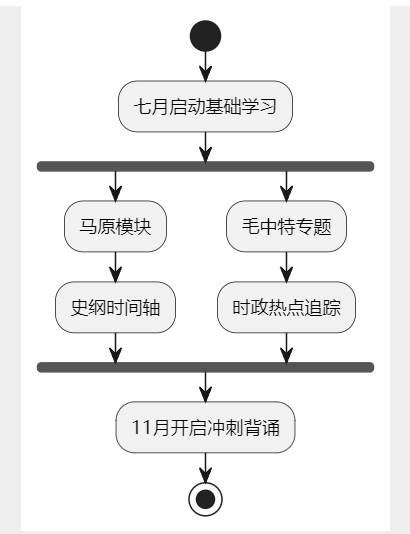 七月启动基础学习
马原模块
毛中特专题
史纲时间轴
时政热点追踪
11月开启冲刺背诵